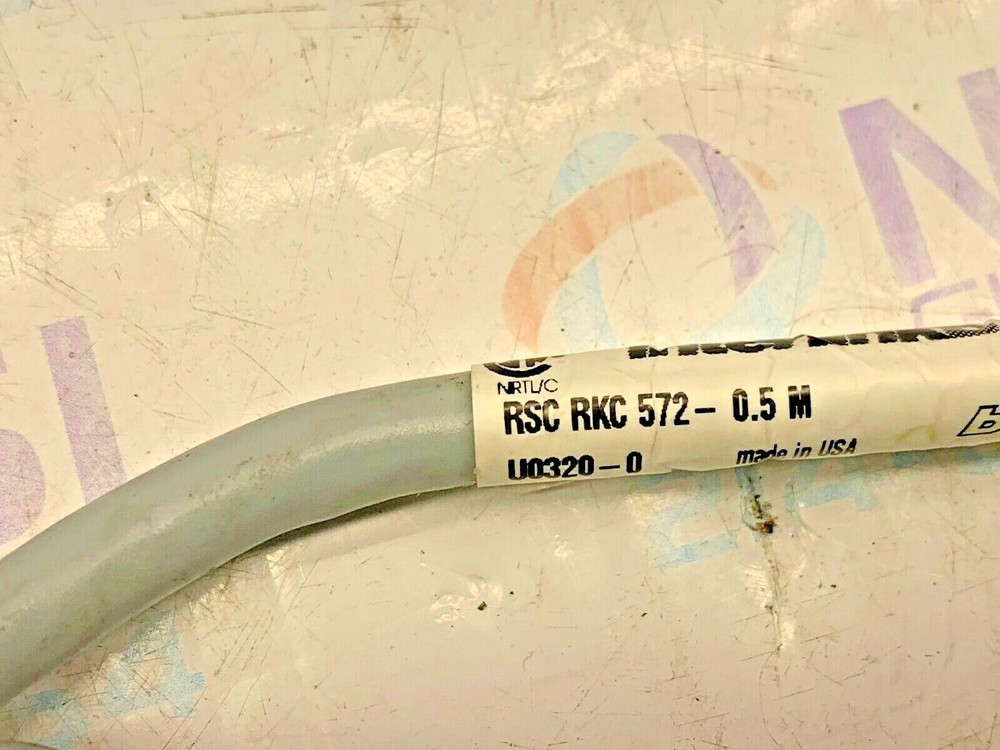 NRTL/C
RSC RKC 572- 0.5 M
U0320-0
made in USA